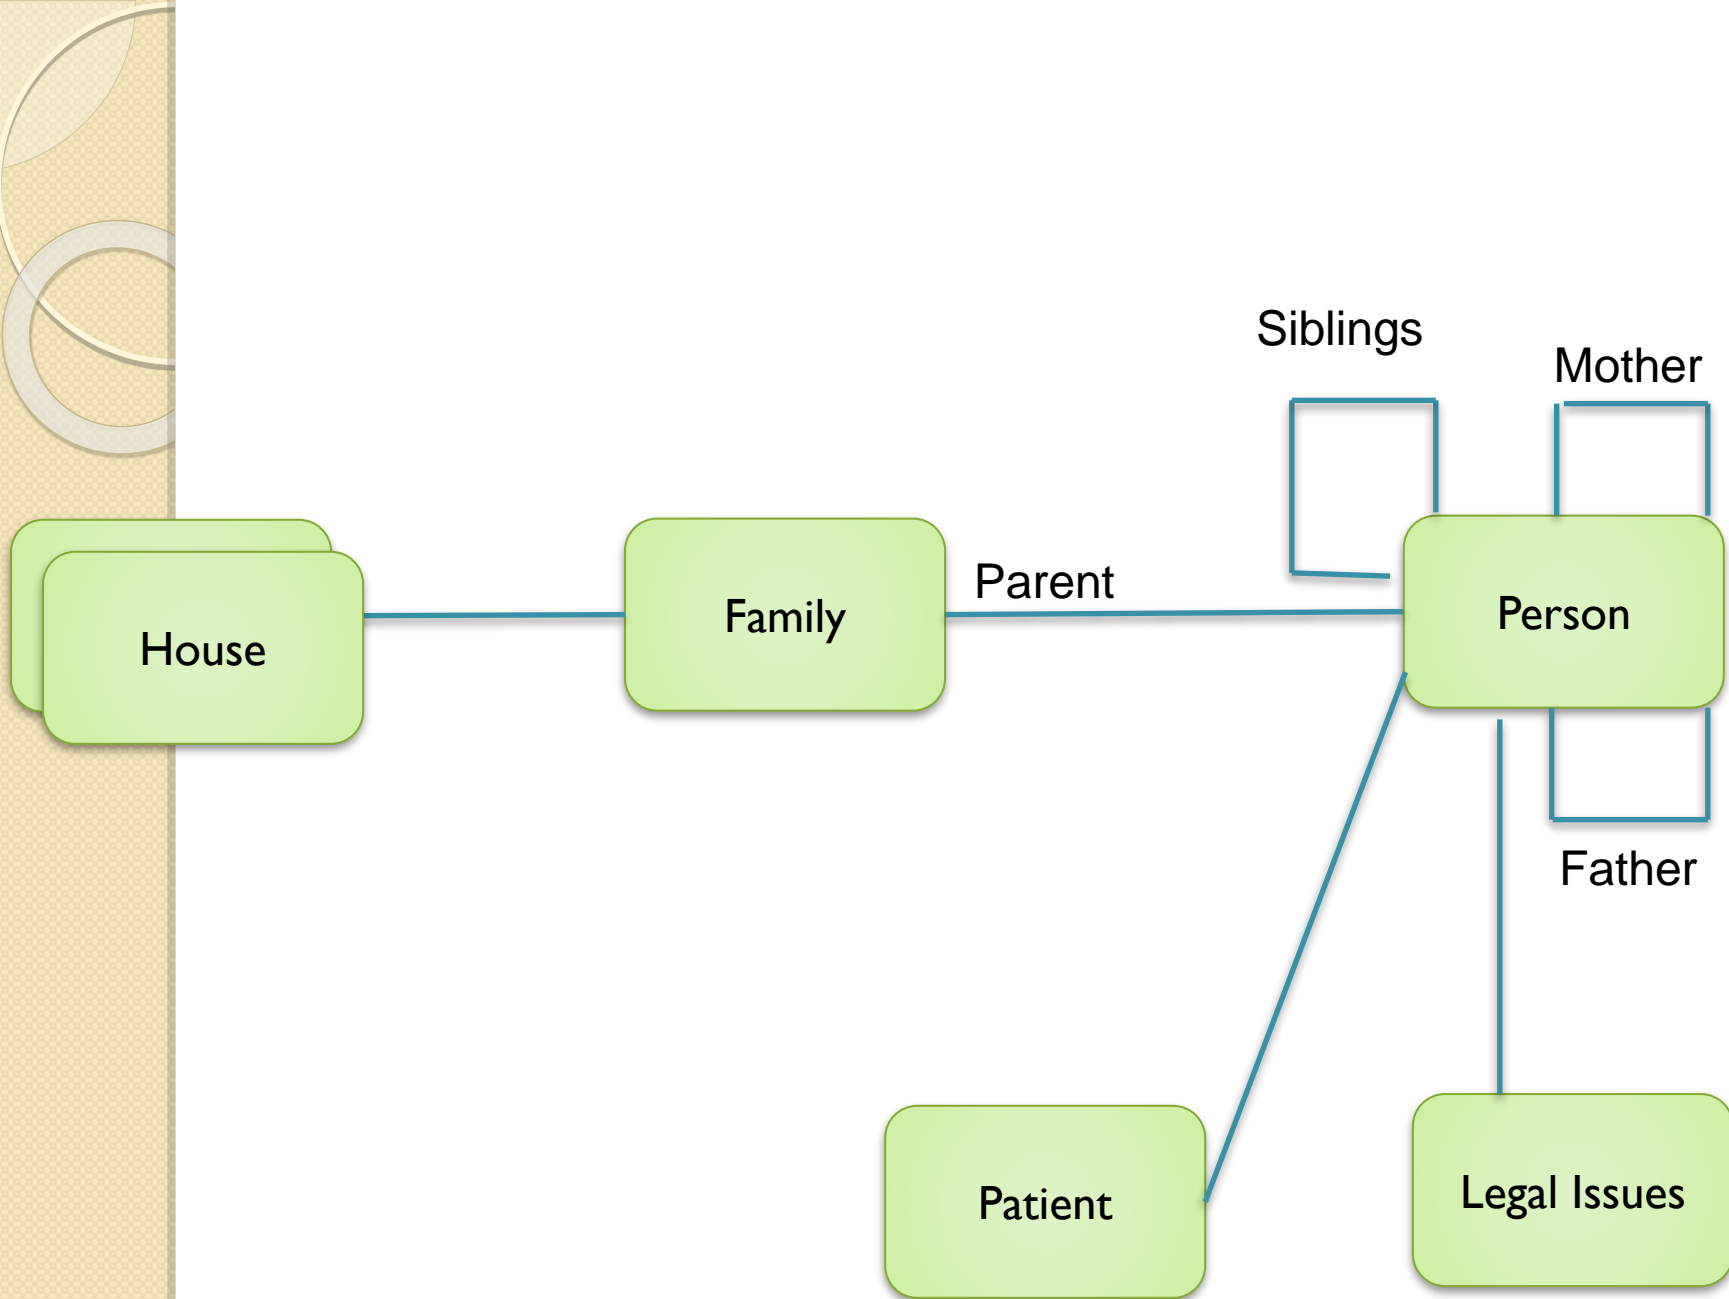 Siblings
Mother
Parent
House
Family
Person
Father
Patient
Legal Issues